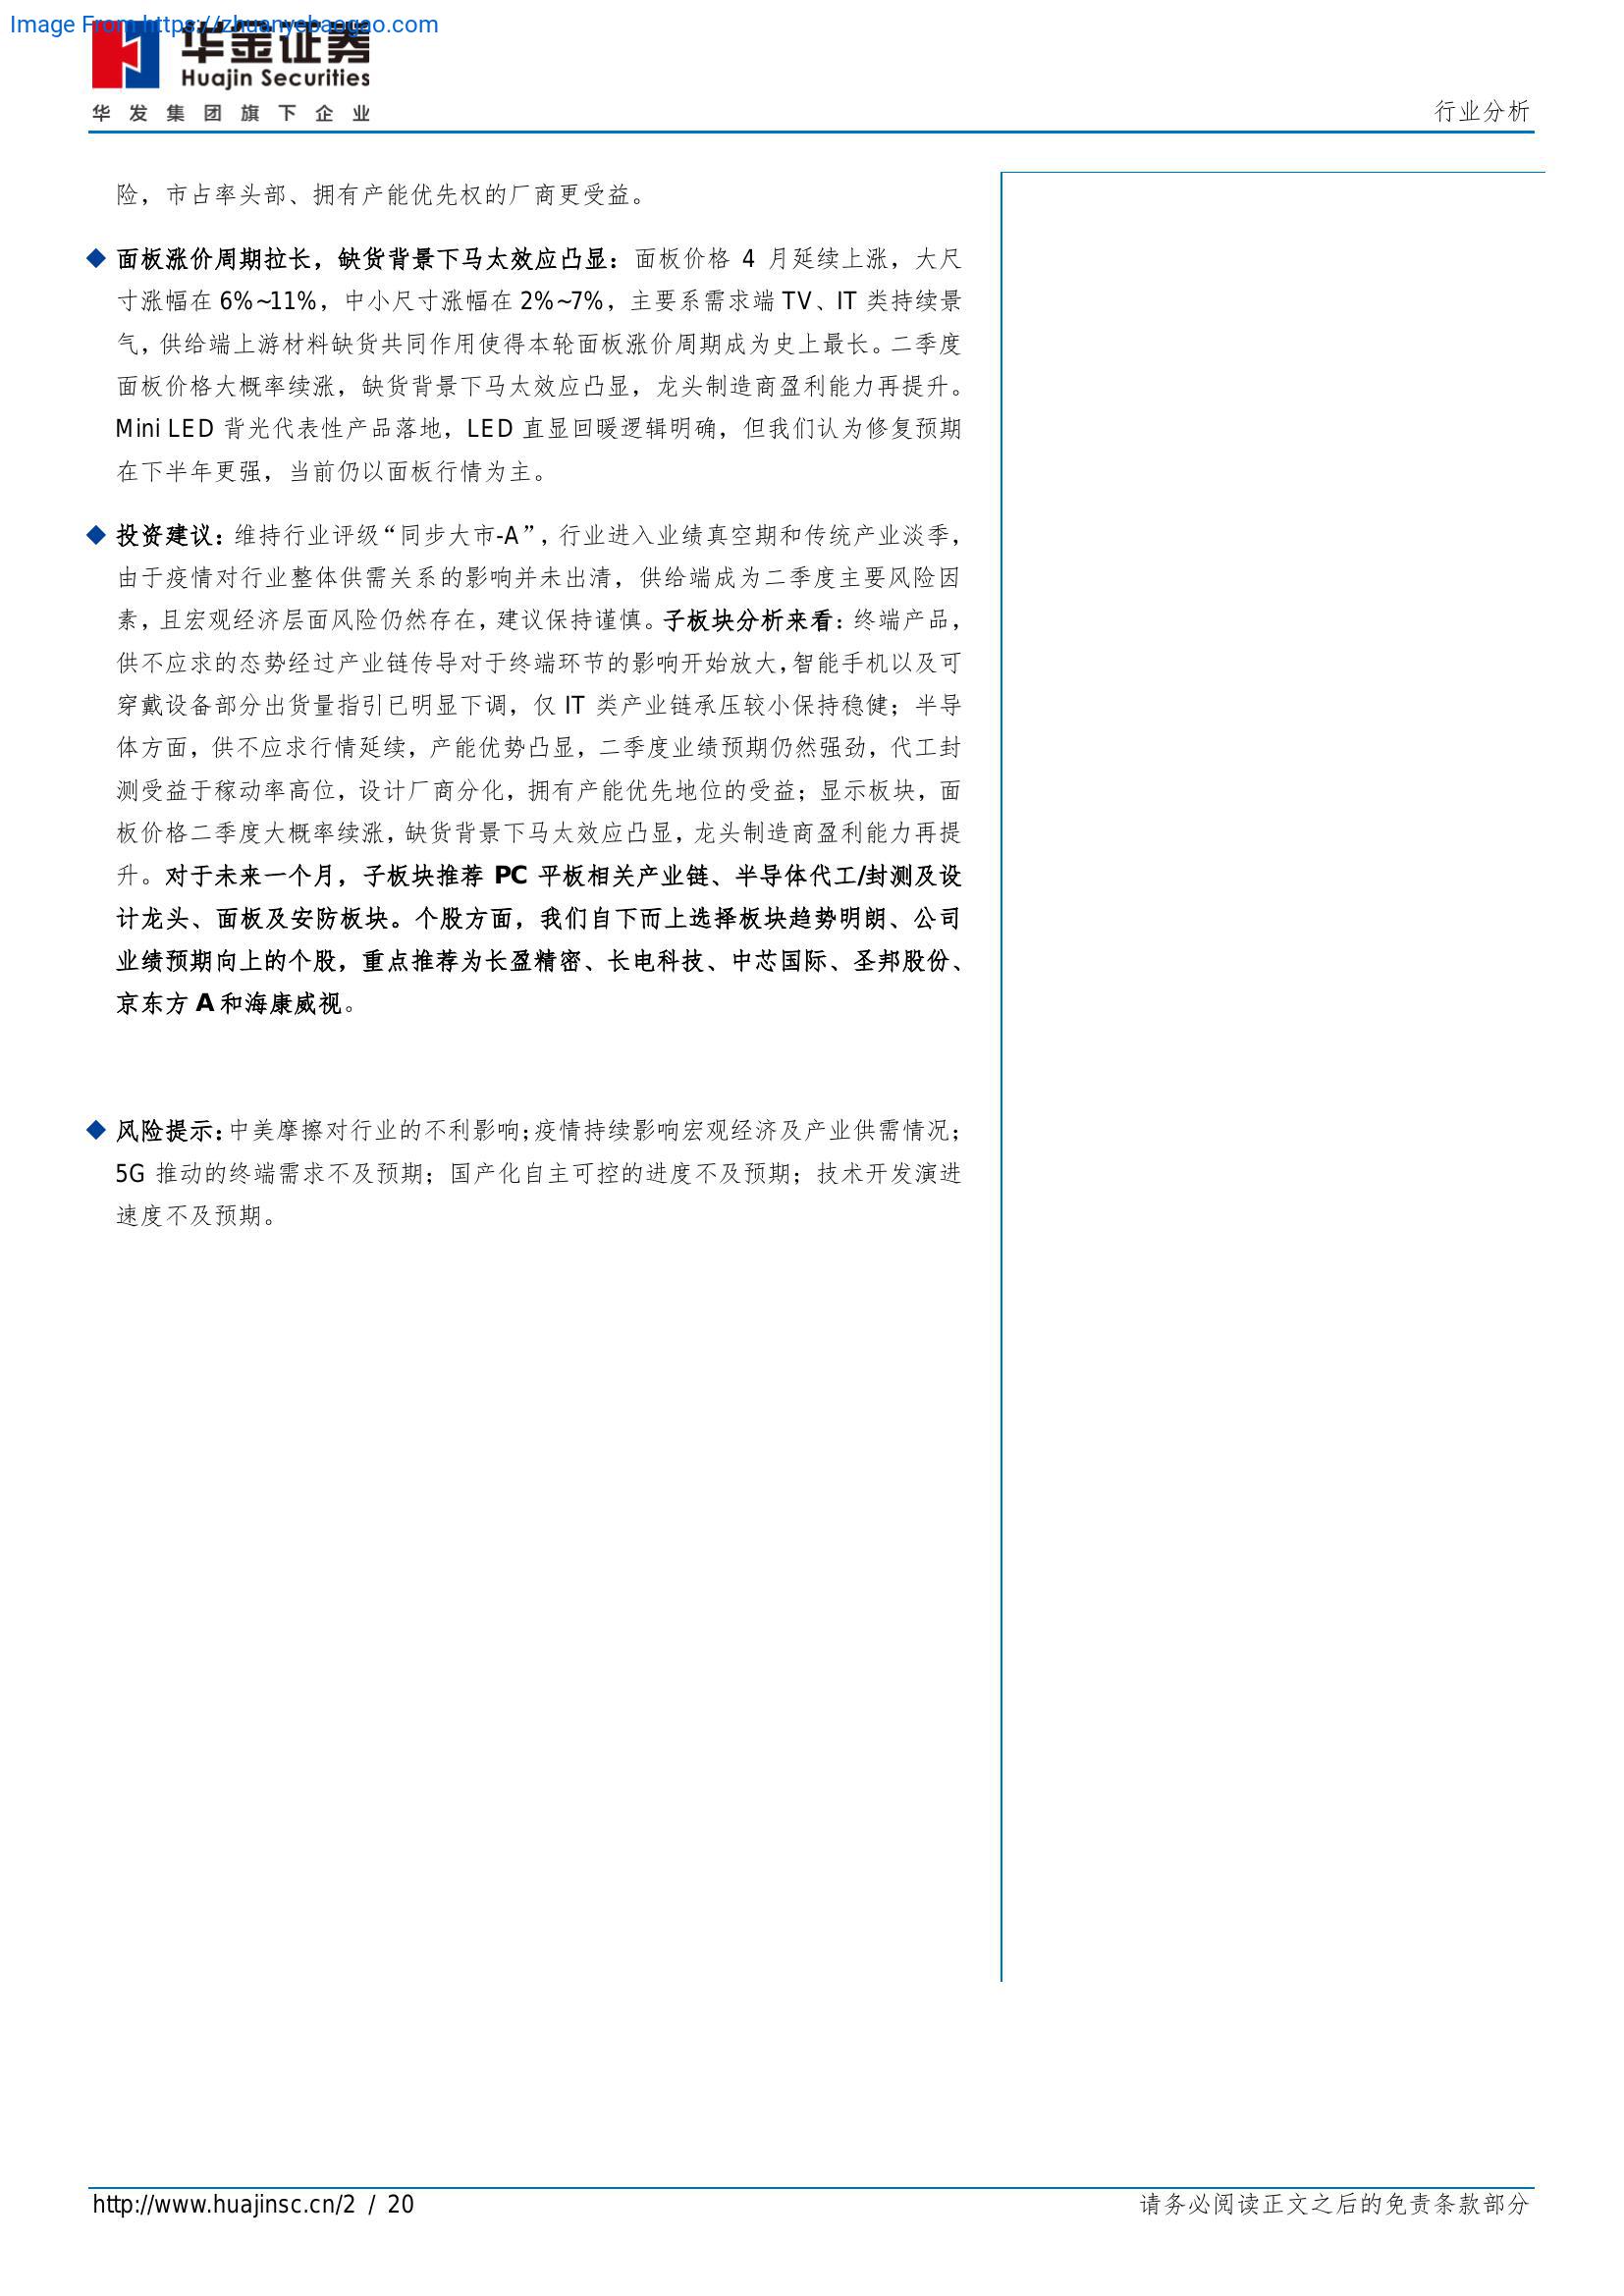 Image From https://zhuanyebaogao.com
华金证券
Huajin Securities
华发集团旗下企业
行业分析
险，市占率头部、拥有产能优先权的厂商更受益。
◆ 面板涨价周期拉长，缺货背景下马太效应凸显：面板价格 4 月延续上涨，大尺
寸涨幅在 6%~11%，中小尺寸涨幅在 2%~7%，主要系需求端 TV、IT 类持续景
气，供给端上游材料缺货共同作用使得本轮面板涨价周期成为史上最长。二季度
面板价格大概率续涨，缺货背景下马太效应凸显，龙头制造商盈利能力再提升。
Mini LED 背光代表性产品落地，LED 直显回暖逻辑明确，但我们认为修复预期
在下半年更强，当前仍以面板行情为主。
◆ 投资建议：维持行业评级“同步大市-A”，行业进入业绩真空期和传统产业淡季，
由于疫情对行业整体供需关系的影响并未出清，供给端成为二季度主要风险因
素，且宏观经济层面风险仍然存在，建议保持谨慎。子板块分析来看：终端产品，
供不应求的态势经过产业链传导对于终端环节的影响开始放大，智能手机以及可
穿戴设备部分出货量指引已明显下调，仅 IT 类产业链承压较小保持稳健；半导
体方面，供不应求行情延续，产能优势凸显，二季度业绩预期仍然强劲，代工封
测受益于稼动率高位，设计厂商分化，拥有产能优先地位的受益；显示板块，面
板价格二季度大概率续涨，缺货背景下马太效应凸显，龙头制造商盈利能力再提
升。对于未来一个月，子板块推荐 PC 平板相关产业链、半导体代工/封测及设
计龙头、面板及安防板块。个股方面，我们自下而上选择板块趋势明朗、公司
业绩预期向上的个股，重点推荐为长盈精密、长电科技、中芯国际、圣邦股份、
京东方 A 和海康威视。
◆ 风险提示：中美摩擦对行业的不利影响；疫情持续影响宏观经济及产业供需情况；
5G 推动的终端需求不及预期；国产化自主可控的进度不及预期；技术开发演进
速度不及预期。
http://www.huajinsc.cn/2 / 20
请务必阅读正文之后的免责条款部分